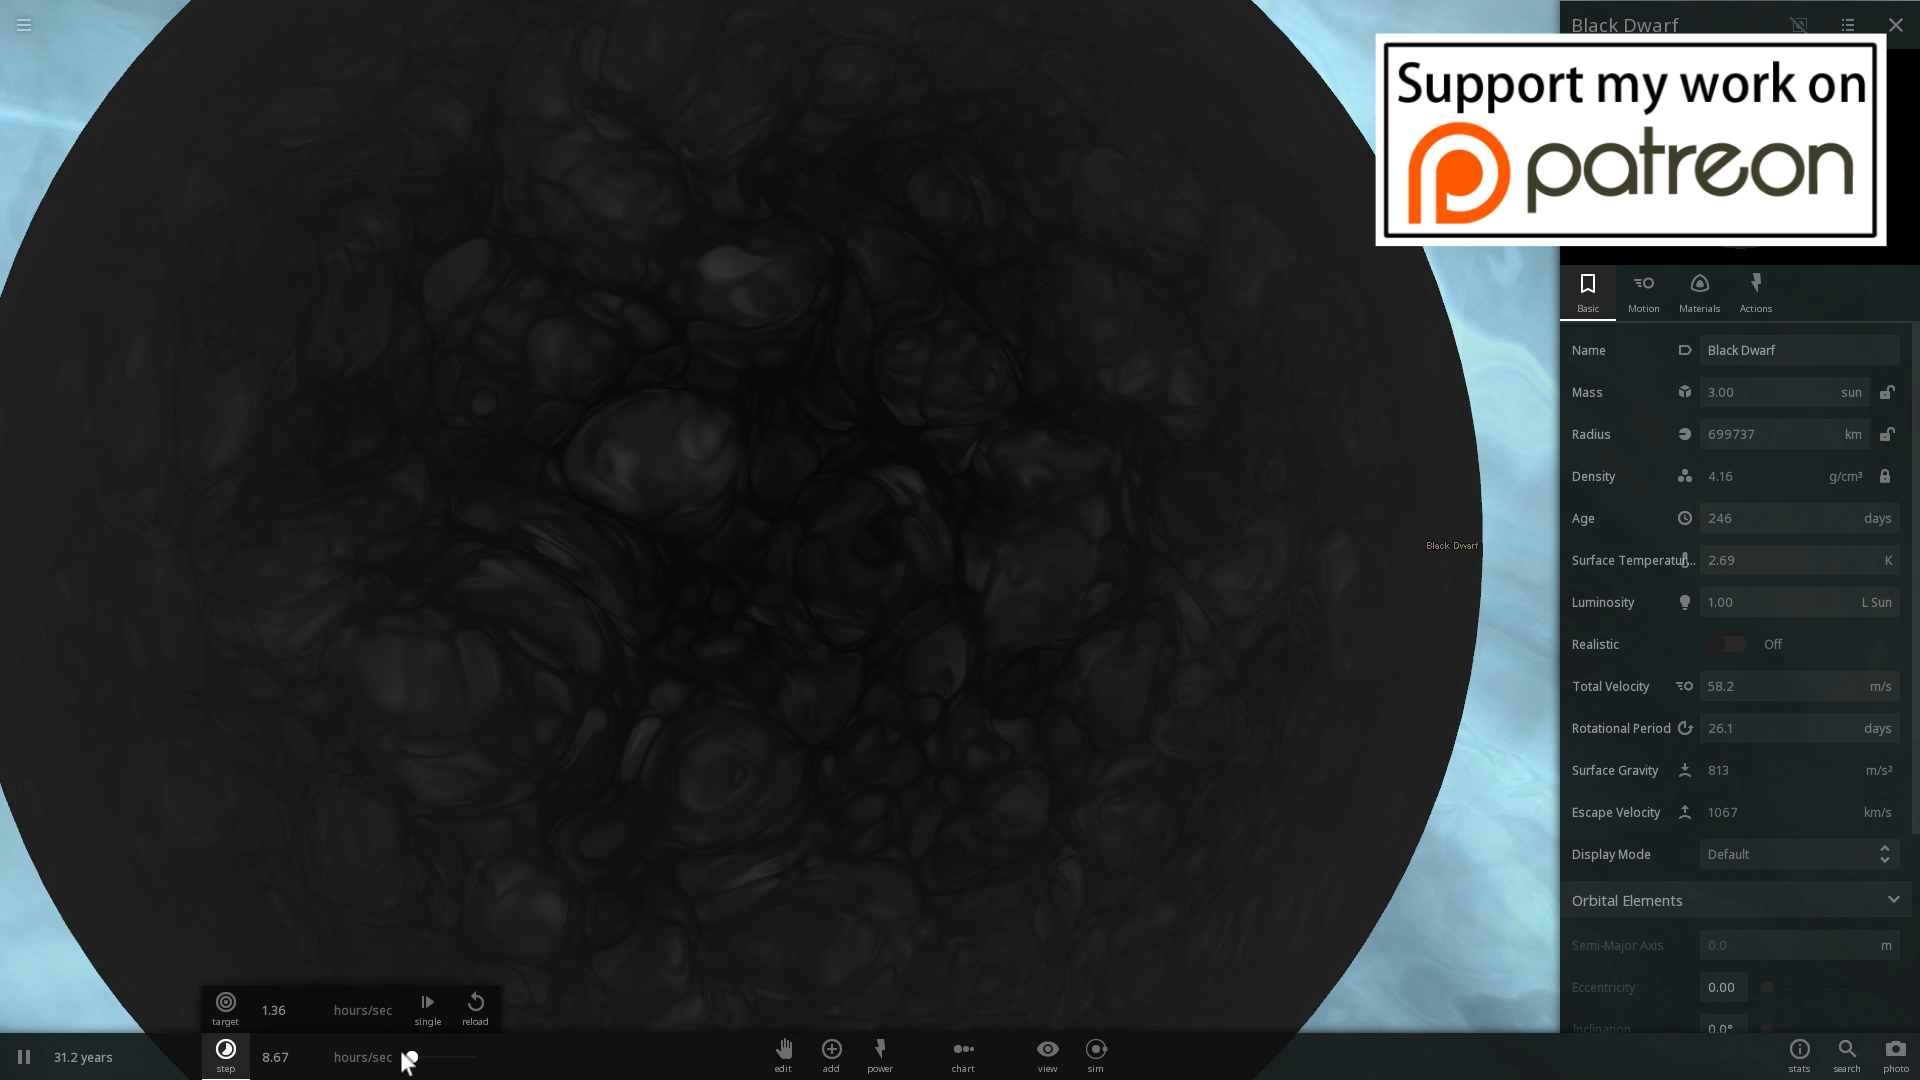 Black Dwarf
Support my work on
patreon
Basic
Motion
Materials
Actions
Name Black Dwarf
Mass 3.00 sun
Radius 699737 km
Density 4.16 g/cm³
Age 246 days
Surface Temperatur... 2.69 K
Luminosity 1.00 L Sun
Realistic Off
Total Velocity 58.2 m/s
Rotational Period 26.1 days
Surface Gravity 813 m/s²
Escape Velocity 1067 km/s
Display Mode Default
Orbital Elements
Semi-Major Axis 0.0 m
Eccentricity 0.00
Inclination 0.0°
Black Dwarf
target 1.36 hours/sec single reload
31.2 years
step 8.67 hours/sec
edit add power chart view sim
stats search photo